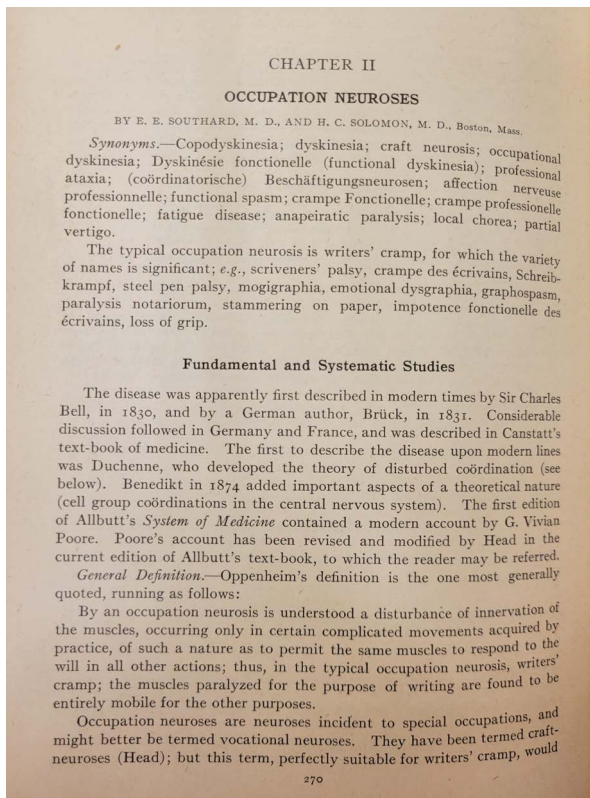 CHAPTER II
OCCUPATION NEUROSES
BY E. E. SOUTHARD, M. D., AND H. C. SOLOMON, M. D., Boston, Mass.
Synonyms.—Copodyskinesia; dyskinesia; craft neurosis; occupational
dyskinesia; Dyskinésie fonctionelle (functional dyskinesia); professional
ataxia; (coördinatorische) Beschäftigungsneurosen; affection nerveuse
professionnelle; functional spasm; crampe Fonctionelle; crampe professionelle
fonctionelle; fatigue disease; anapeiratic paralysis; local chorea; partial
vertigo.
The typical occupation neurosis is writers' cramp, for which the variety
of names is significant; e.g., scriveners' palsy, crampe des écrivains, Schreib-
krampf, steel pen palsy, mogigraphia, emotional dysgraphia, graphospasm,
paralysis notariorum, stammering on paper, impotence fonctionelle des
écrivains, loss of grip.
Fundamental and Systematic Studies
The disease was apparently first described in modern times by Sir Charles
Bell, in 1830, and by a German author, Brück, in 1831. Considerable
discussion followed in Germany and France, and was described in Canstatt's
text-book of medicine. The first to describe the disease upon modern lines
was Duchenne, who developed the theory of disturbed coördination (see
below). Benedikt in 1874 added important aspects of a theoretical nature
(cell group coördinations in the central nervous system). The first edition
of Allbutt's System of Medicine contained a modern account by G. Vivian
Poore. Poore's account has been revised and modified by Head in the
current edition of Allbutt's text-book, to which the reader may be referred.
General Definition.—Oppenheim's definition is the one most generally
quoted, running as follows:
By an occupation neurosis is understood a disturbance of innervation of
the muscles, occurring only in certain complicated movements acquired by
practice, of such a nature as to permit the same muscles to respond to the
will in all other actions; thus, in the typical occupation neurosis, writers'
cramp; the muscles paralyzed for the purpose of writing are found to be
entirely mobile for the other purposes.
Occupation neuroses are neuroses incident to special occupations, and
might better be termed vocational neuroses. They have been termed craft-
neuroses (Head); but this term, perfectly suitable for writers' cramp, would
270